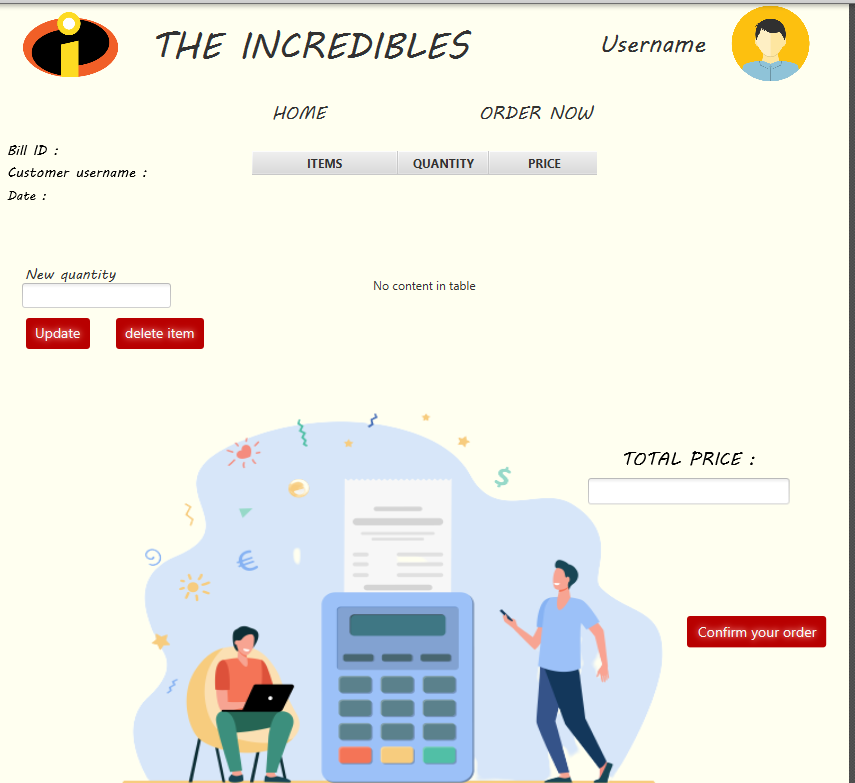 THE INCREDIBLES
Username
HOME
ORDER NOW
Bill ID :
Customer username :
Date :
ITEMS QUANTITY PRICE
New quantity
No content in table
Update
delete item
TOTAL PRICE :
Confirm your order